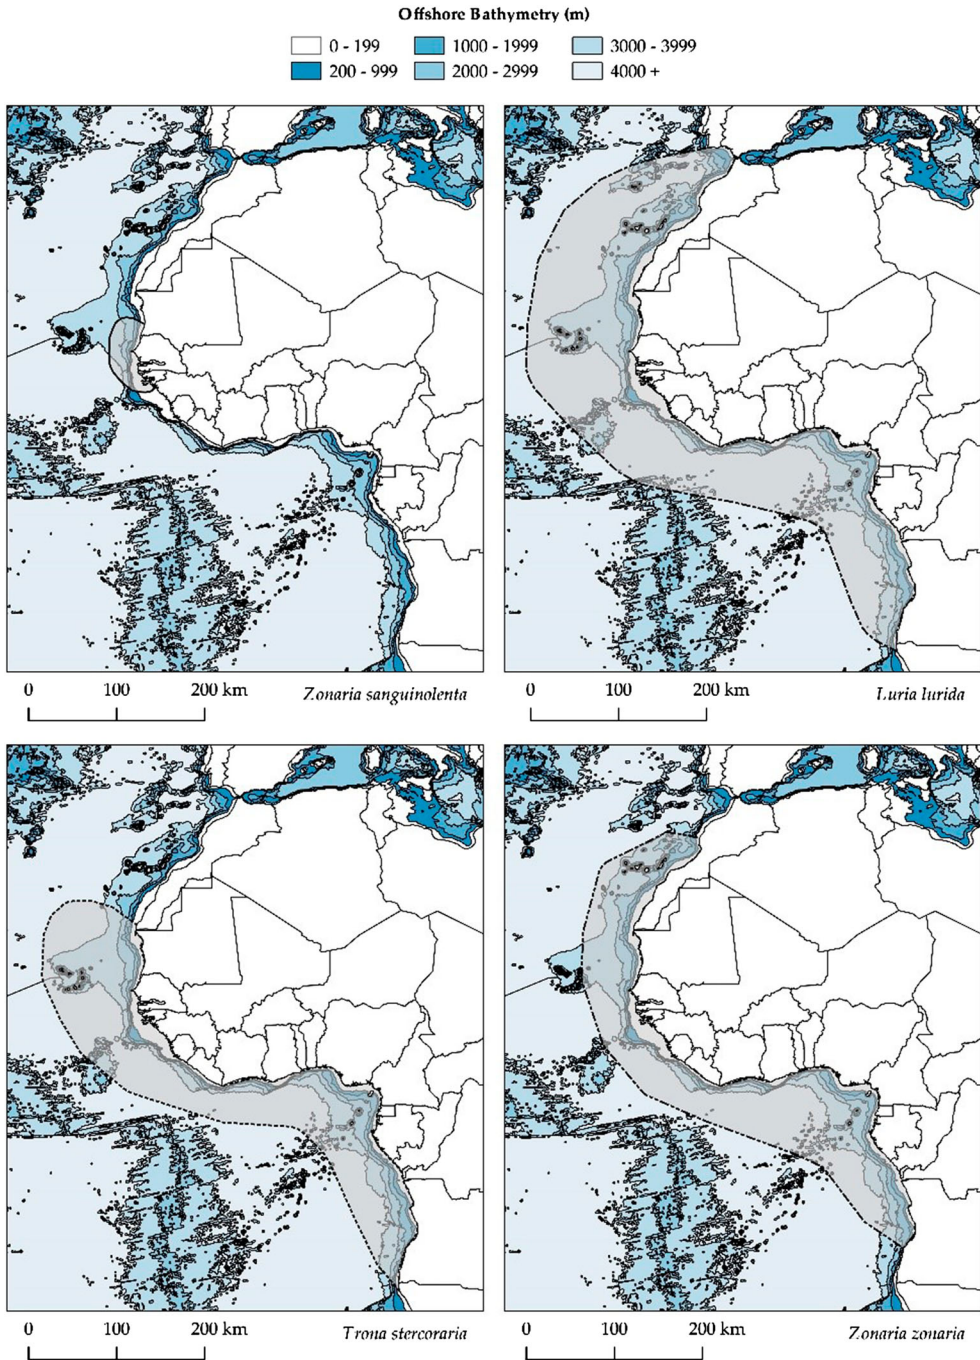 Offshore Bathymetry (m)
0 - 199 1000 - 1999 3000 - 3999
200 - 999 2000 - 2999 4000 +
0 100 200 km Zonaria sanguinolenta
0 100 200 km Luria lurida
0 100 200 km Trona stercoraria
0 100 200 km Zonaria zonaria